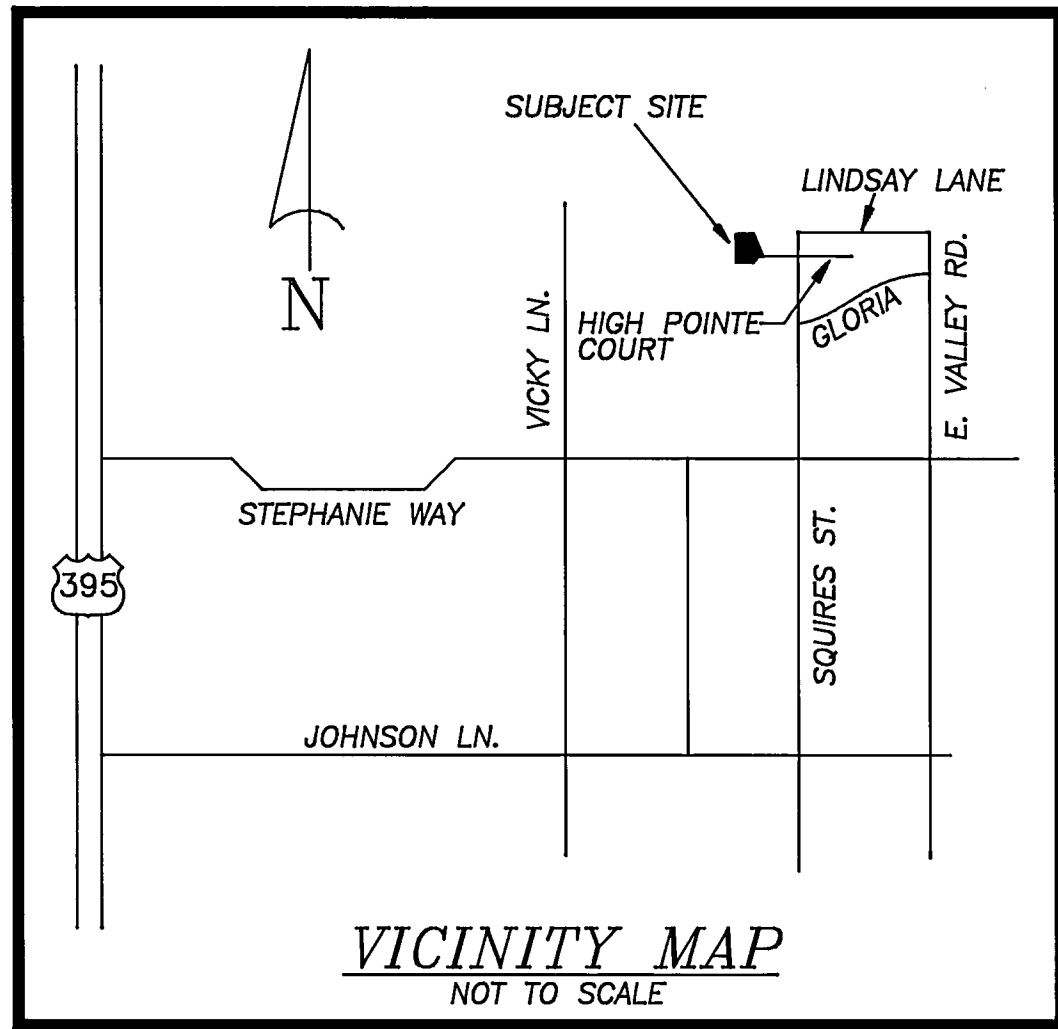 SUBJECT SITE
LINDSAY LANE
N
VICKY LN.
HIGH POINTE
COURT
GLORIA
E. VALLEY RD.
STEPHANIE WAY
395
SQUIRES ST.
JOHNSON LN.
VICINITY MAP
NOT TO SCALE